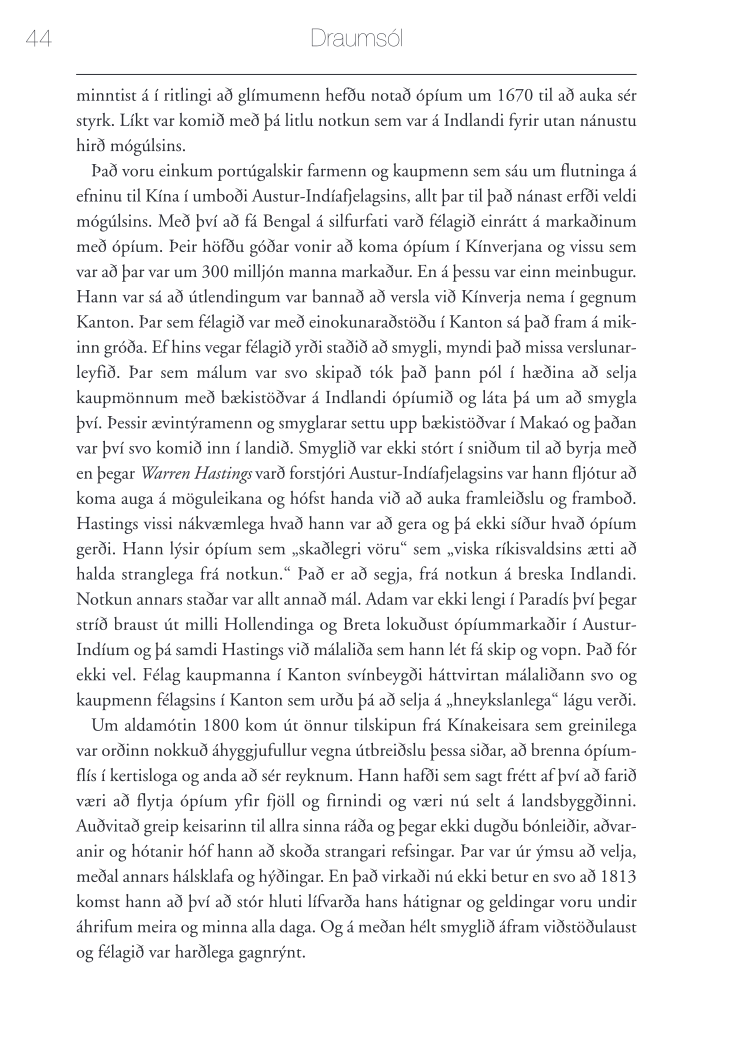 44
Draumsól
minntist á í ritlingi að glímumenn hefðu notað ópíum um 1670 til að auka sér
styrk. Líkt var komið með þá litlu notkun sem var á Indlandi fyrir utan nánustu
hirð mógúlsins.
Það voru einkum portúgalskir farmenn og kaupmenn sem sáu um flutninga á
efninu til Kína í umboði Austur-Indíafjelagsins, allt þar til það nánast erfði veldi
mógúlsins. Með því að fá Bengal á silfurfati varð félagið einrátt á markaðinum
með ópíum. Þeir höfðu góðar vonir að koma ópíum í Kínverjana og vissu sem
var að þar var um 300 milljón manna markaður. En á þessu var einn meinbugur.
Hann var sá að útlendingum var bannað að versla við Kínverja nema í gegnum
Kanton. Þar sem félagið var með einokunaraðstöðu í Kanton sá það fram á mik-
inn gróða. Ef hins vegar félagið yrði staðið að smygli, myndi það missa verslunar-
leyfið. Þar sem málum var svo skipað tók það þann pól í hæðina að selja
kaupmönnum með bækistöðvar á Indlandi ópíumið og láta þá um að smygla
því. Þessir ævintýramenn og smyglarar settu upp bækistöðvar í Makaó og þaðan
var því svo komið inn í landið. Smyglið var ekki stórt í sniðum til að byrja með
en þegar Warren Hastings varð forstjóri Austur-Indíafjelagsins var hann fljótur að
koma auga á möguleikana og hófst handa við að auka framleiðslu og framboð.
Hastings vissi nákvæmlega hvað hann var að gera og þá ekki síður hvað ópíum
gerði. Hann lýsir ópíum sem „skaðlegri vöru“ sem „viska ríkisvaldsins ætti að
halda stranglega frá notkun.“ Það er að segja, frá notkun á breska Indlandi.
Notkun annars staðar var allt annað mál. Adam var ekki lengi í Paradís því þegar
stríð braust út milli Hollendinga og Breta lokuðust ópíummarkaðir í Austur-
Indíum og þá samdi Hastings við málaliða sem hann lét fá skip og vopn. Það fór
ekki vel. Félag kaupmanna í Kanton svínbeygði háttvirtan málaliðann svo og
kaupmenn félagsins í Kanton sem urðu þá að selja á „hneykslanlega“ lágu verði.
Um aldamótin 1800 kom út önnur tilskipun frá Kínakeisara sem greinilega
var orðinn nokkuð áhyggjufullur vegna útbreiðslu þessa siðar, að brenna ópíum-
flís í kertisloga og anda að sér reyknum. Hann hafði sem sagt frétt af því að farið
væri að flytja ópíum yfir fjöll og firnindi og væri nú selt á landsbyggðinni.
Auðvitað greip keisarinn til allra sinna ráða og þegar ekki dugðu bónleiðir, aðvar-
anir og hótanir hóf hann að skoða strangari refsingar. Þar var úr ýmsu að velja,
meðal annars hálsklafa og hýðingar. En það virkaði nú ekki betur en svo að 1813
komst hann að því að stór hluti lífvarða hans hátignar og geldingar voru undir
áhrifum meira og minna alla daga. Og á meðan hélt smyglið áfram viðstöðulaust
og félagið var harðlega gagnrýnt.